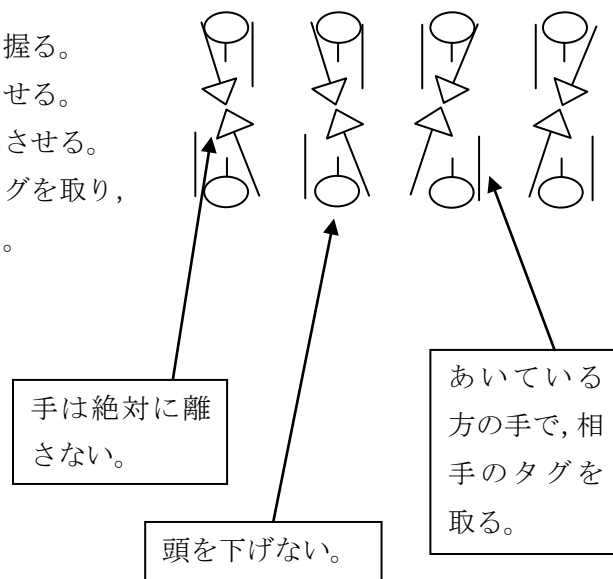 握る。
せる。
させる。
グを取り，
。
手は絶対に離
さない。
頭を下げない。
あいている
方の手で，相
手のタグを
取る。